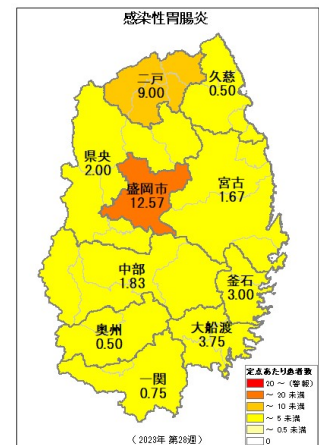 感染性胃腸炎
二戸
9.00
久慈
0.50
県央
2.00
盛岡市
12.57
宮古
1.67
中部
1.83
釜石
3.00
奥州
0.50
大船渡
3.75
一関
0.75
定点あたり患者数
20 ～ (警報)
～ 20 未満
～ 10 未満
～ 5 未満
～ 0.5 未満
0
(2023年 第28週)